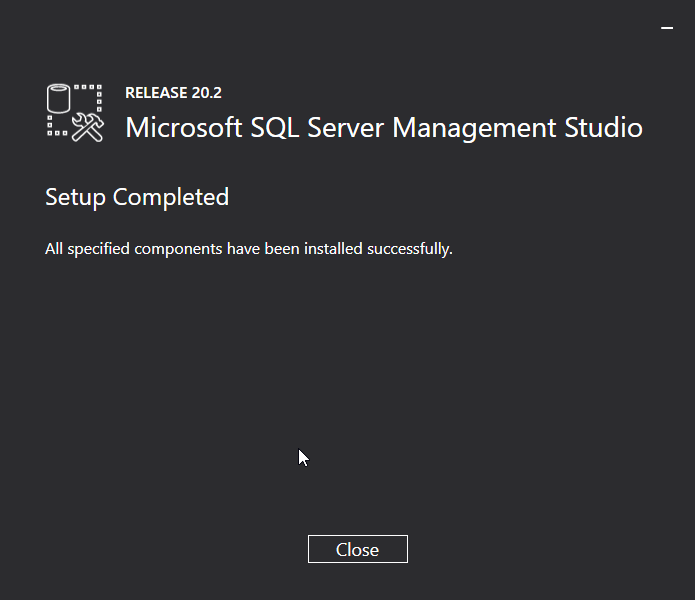 RELEASE 20.2
Microsoft SQL Server Management Studio
Setup Completed
All specified components have been installed successfully.
Close